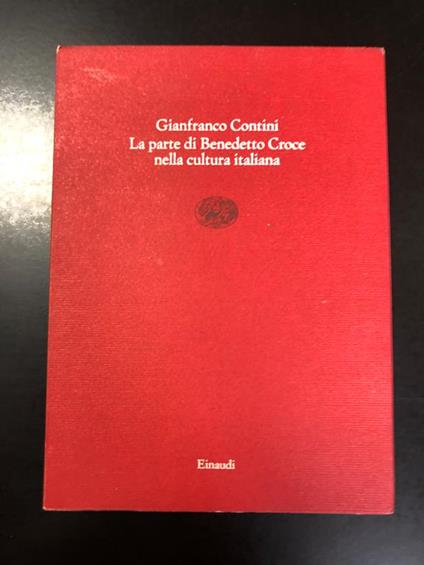 Gianfranco Contini
La parte di Benedetto Croce
nella cultura italiana
Einaudi